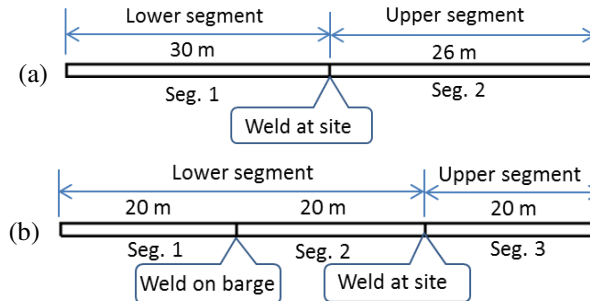 Lower segment Upper segment
30 m 26 m
(a)
Seg. 1 Seg. 2
Weld at site
Lower segment Upper segment
20 m 20 m 20 m
(b)
Seg. 1 Seg. 2 Seg. 3
Weld on barge Weld at site